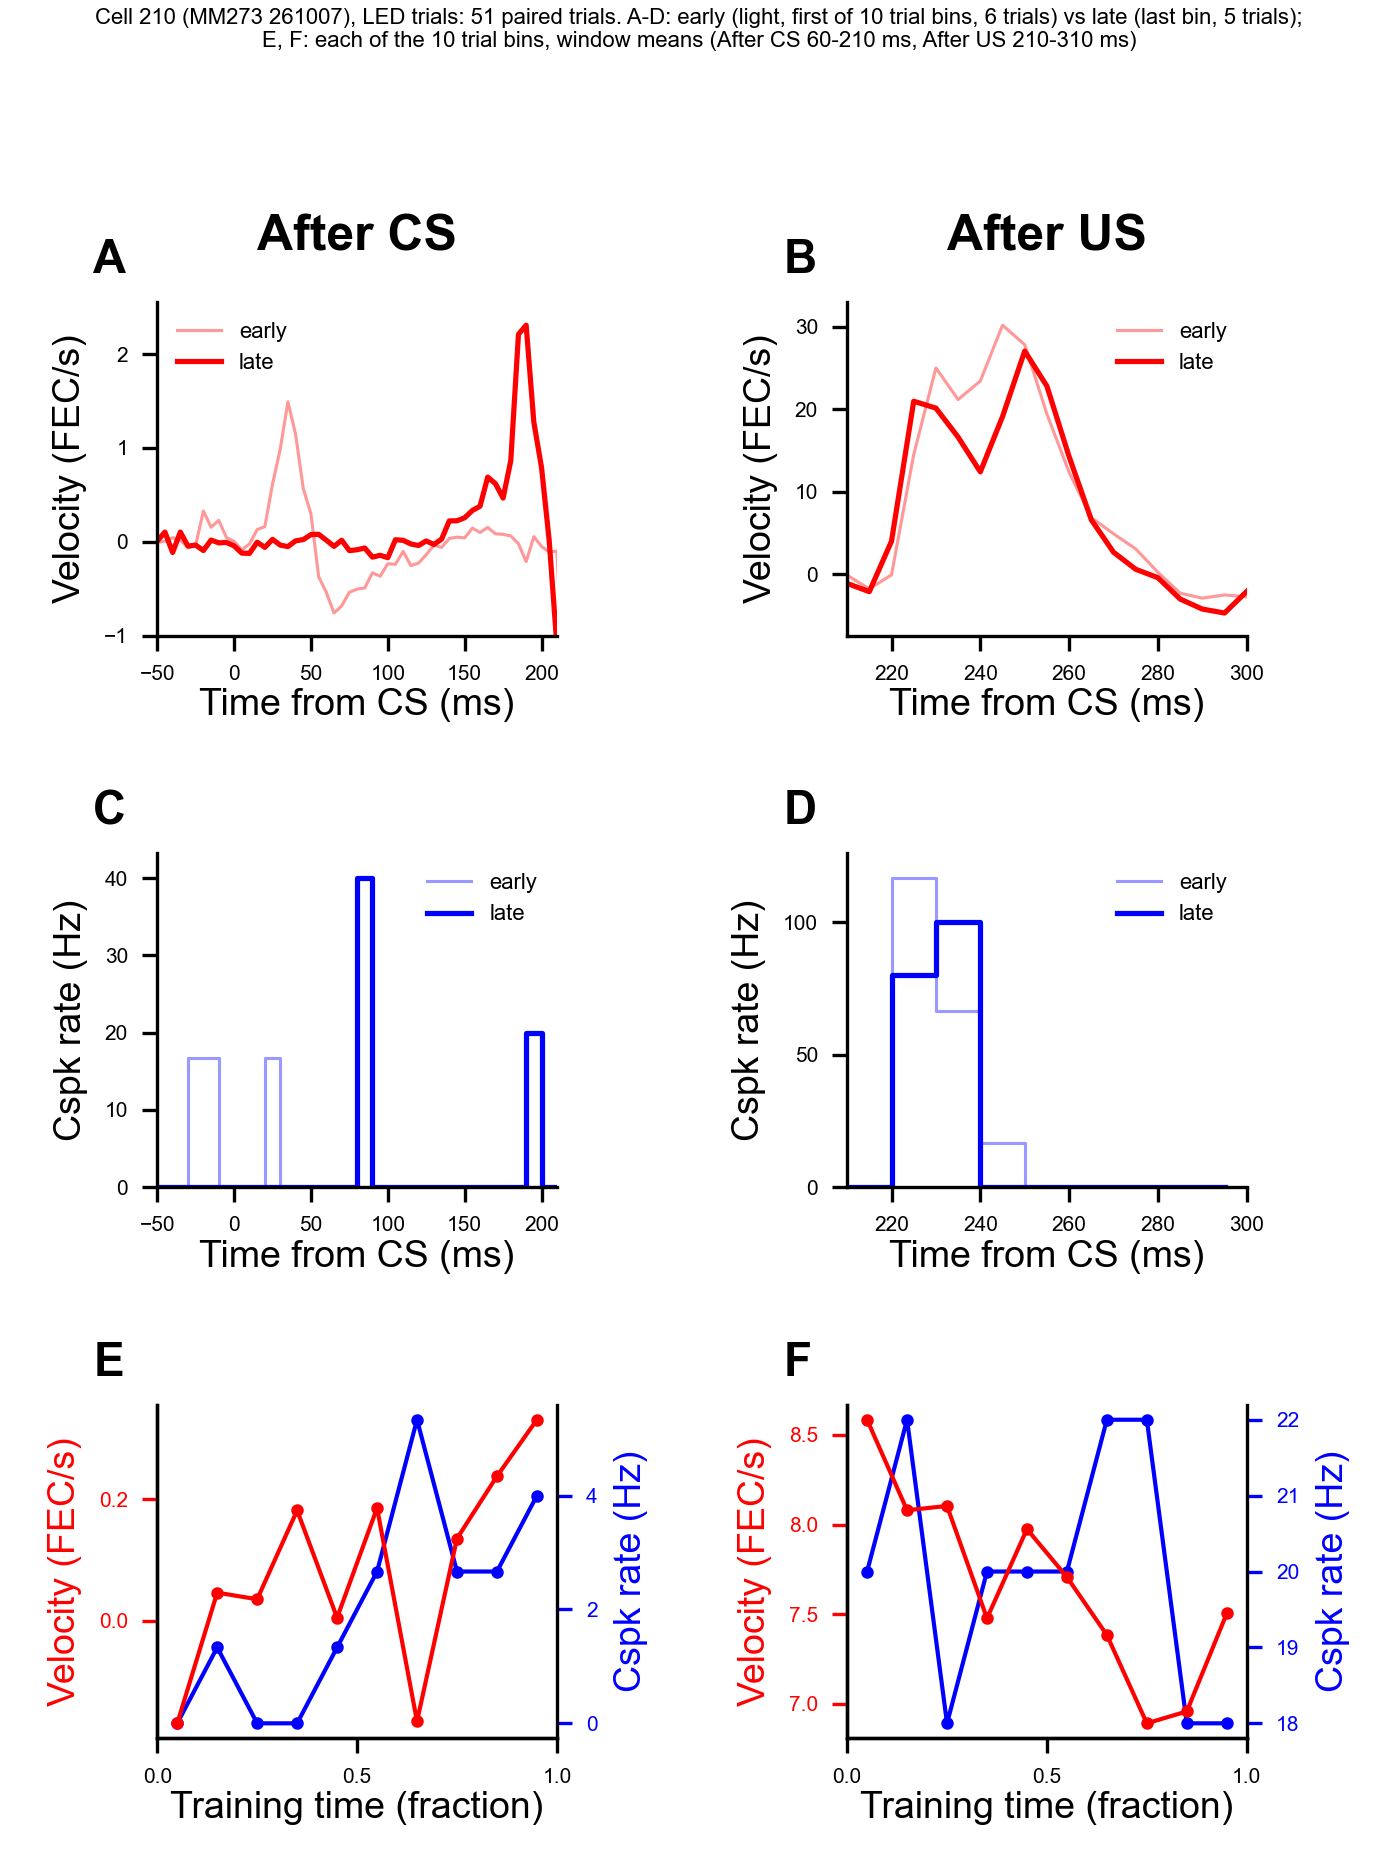 Cell 210 (MM273 261007), LED trials: 51 paired trials. A-D: early (light, first of 10 trial bins, 6 trials) vs late (last bin, 5 trials);
E, F: each of the 10 trial bins, window means (After CS 60-210 ms, After US 210-310 ms)
After CS
A
Velocity (FEC/s)
2
1
0
−1
early
late
−50 0 50 100 150 200
Time from CS (ms)
After US
B
Velocity (FEC/s)
30
20
10
0
early
late
220 240 260 280 300
Time from CS (ms)
C
Cspk rate (Hz)
40
30
20
10
0
early
late
−50 0 50 100 150 200
Time from CS (ms)
D
Cspk rate (Hz)
100
50
0
early
late
220 240 260 280 300
Time from CS (ms)
E
Velocity (FEC/s)
0.2
0.0
4
2
0
Cspk rate (Hz)
0.0 0.5 1.0
Training time (fraction)
F
Velocity (FEC/s)
8.5
8.0
7.5
7.0
22
21
20
19
18
Cspk rate (Hz)
0.0 0.5 1.0
Training time (fraction)